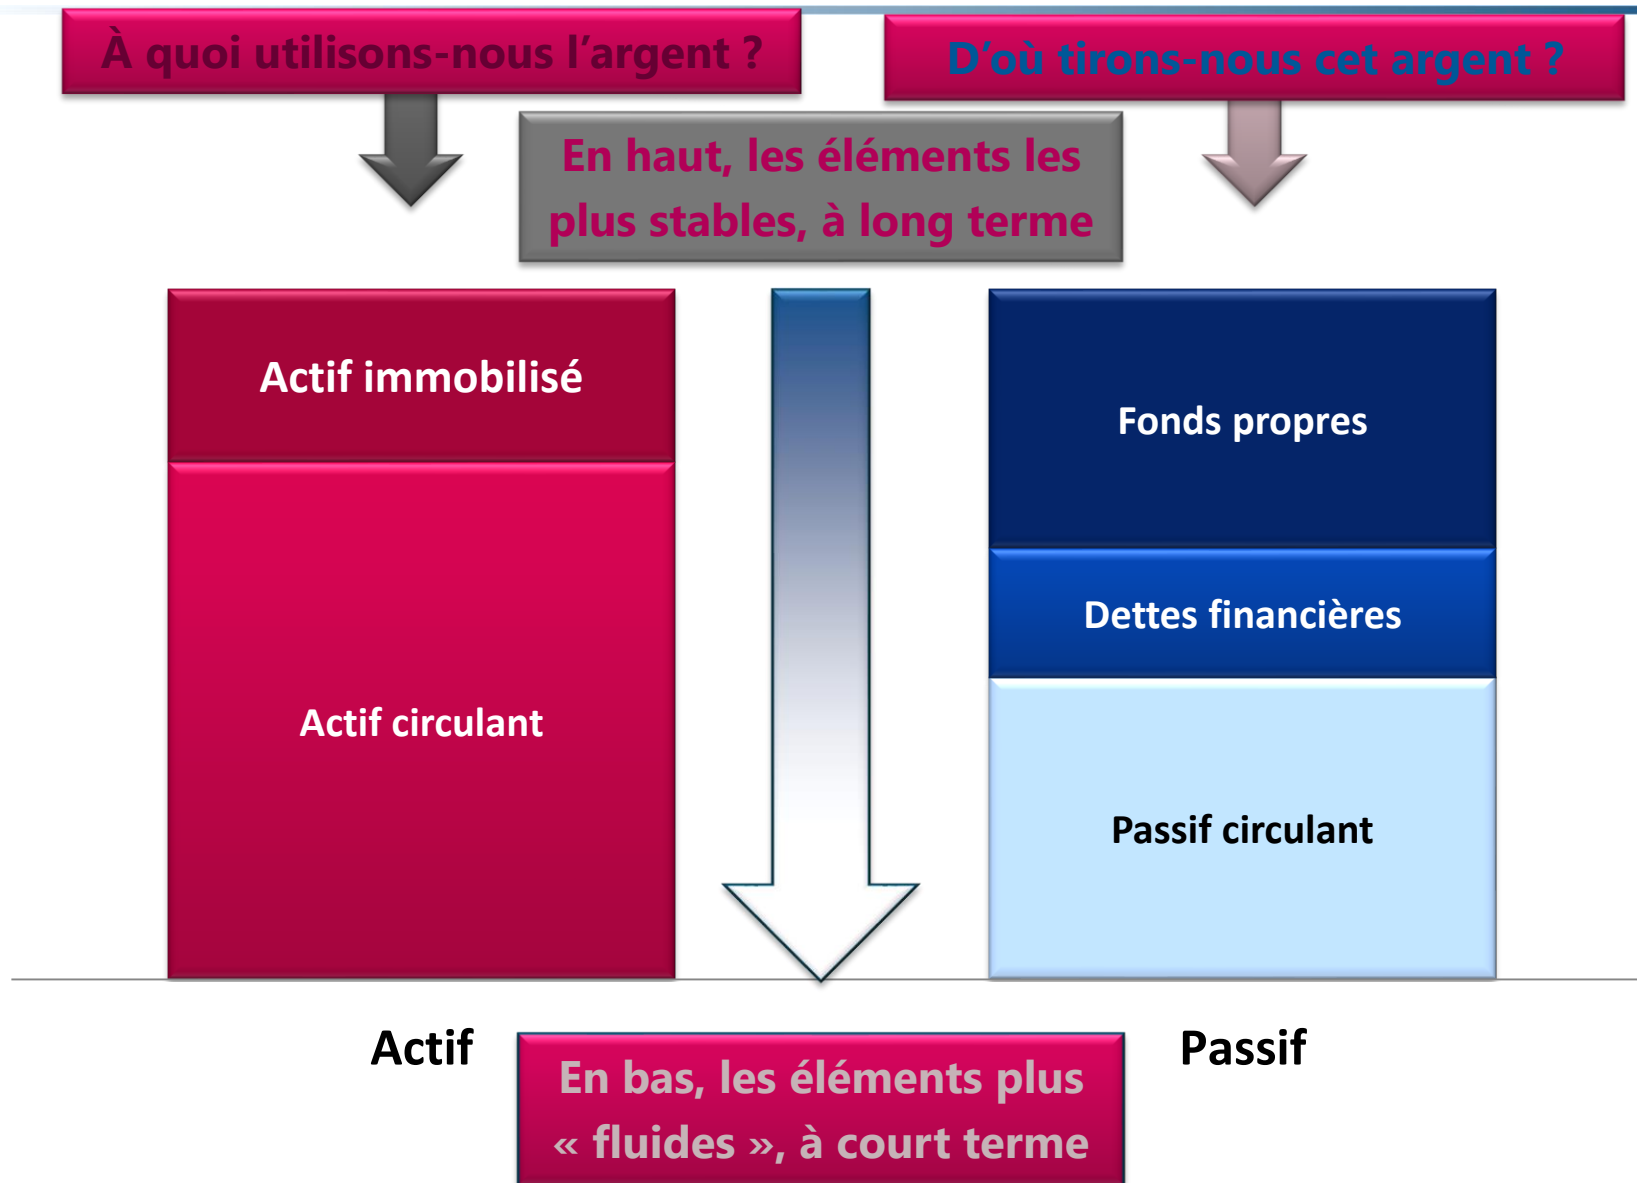 À quoi utilisons-nous l’argent ?
D’où tirons-nous cet argent ?
En haut, les éléments les
plus stables, à long terme
Actif immobilisé
Actif circulant
Fonds propres
Dettes financières
Passif circulant
Actif
Passif
En bas, les éléments plus
« fluides », à court terme